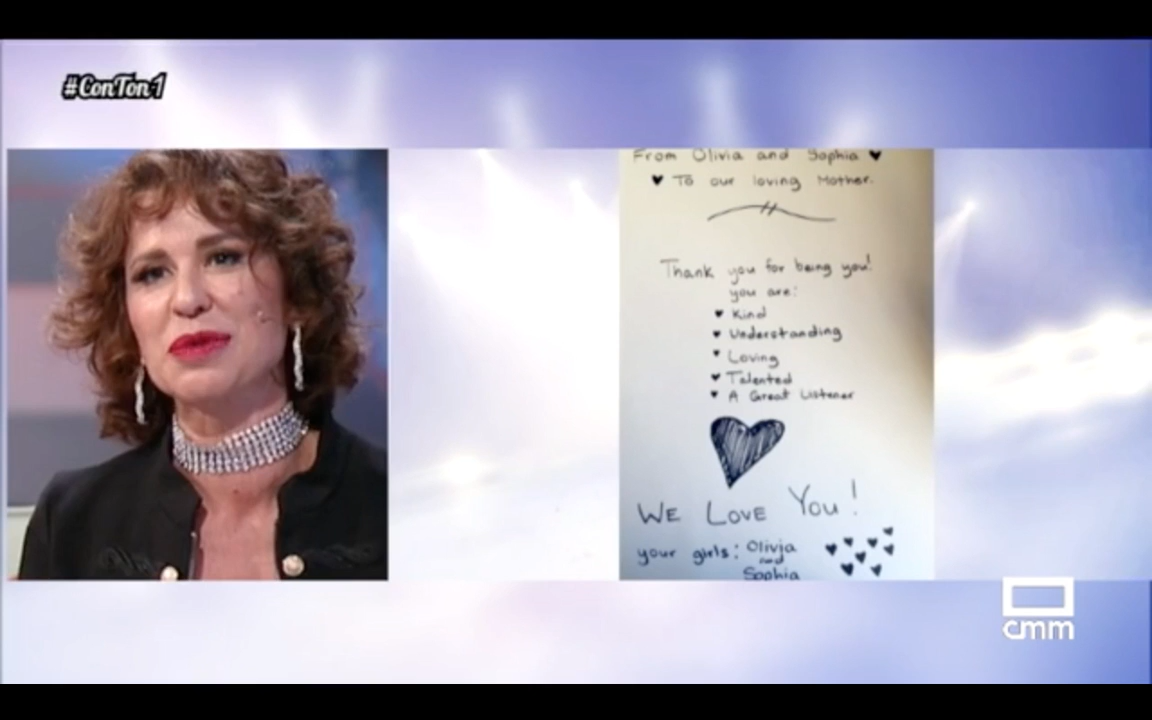 #ConTon1
From Olivia and Sophia ♥
♥ To our loving Mother.
Thank you for being you!
you are:
♥ Kind
♥ Understanding
♥ Loving
♥ Talented
♥ A Great Listener
WE LOVE YOU!
your girls: Olivia
and
Sophia
cmm